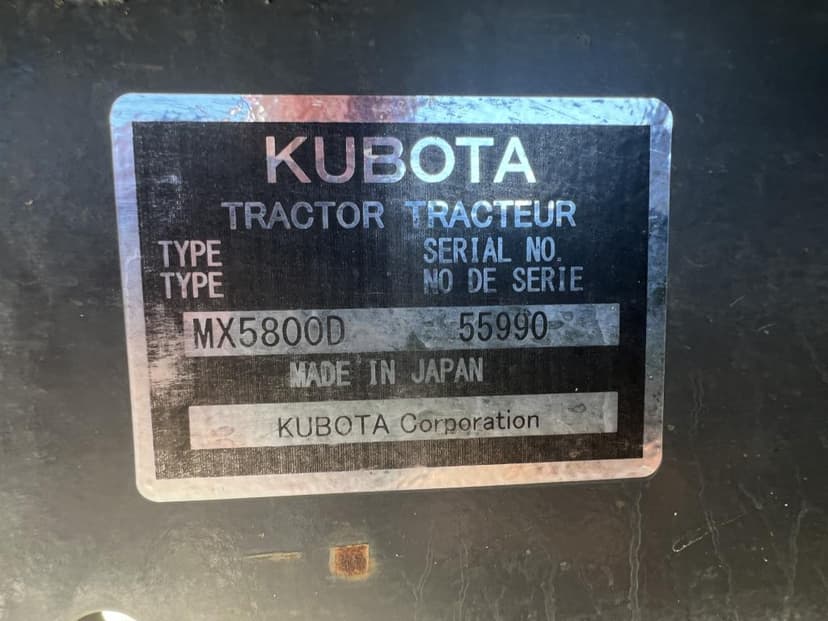 KUBOTA
TRACTOR TRACTEUR
TYPE SERIAL NO.
TYPE NO DE SERIE
MX5800D 55990
MADE IN JAPAN
KUBOTA Corporation